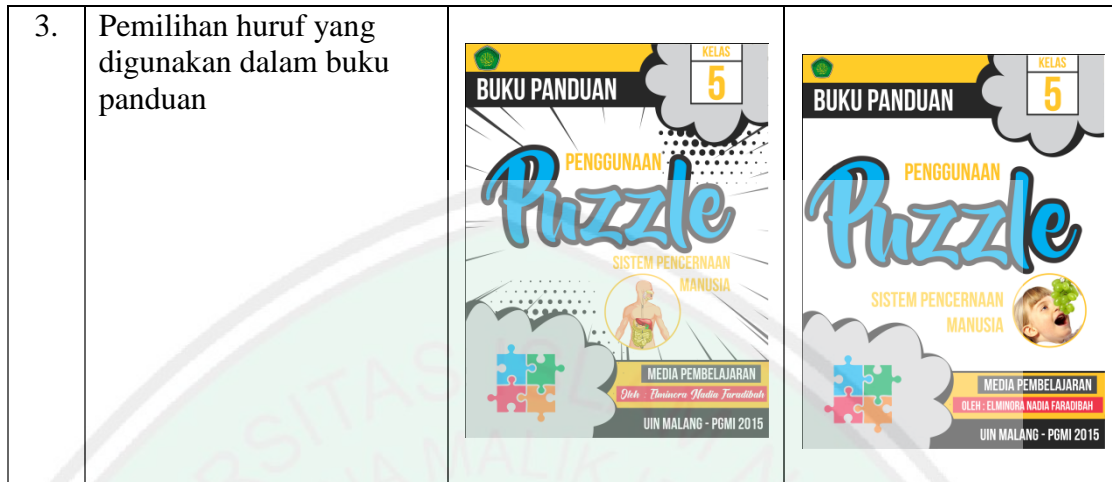 3.
Pemilihan huruf yang
digunakan dalam buku
panduan
KELAS
5
BUKU PANDUAN
PENGGUNAAN
Puzzle
SISTEM PENCERNAAN
MANUSIA
MEDIA PEMBELAJARAN
Oleh : Elminora Nadia Faradibah
UIN MALANG - PGMI 2015
KELAS
5
BUKU PANDUAN
PENGGUNAAN
Puzzle
SISTEM PENCERNAAN
MANUSIA
MEDIA PEMBELAJARAN
OLEH : ELMINORA NADIA FARADIBAH
UIN MALANG - PGMI 2015